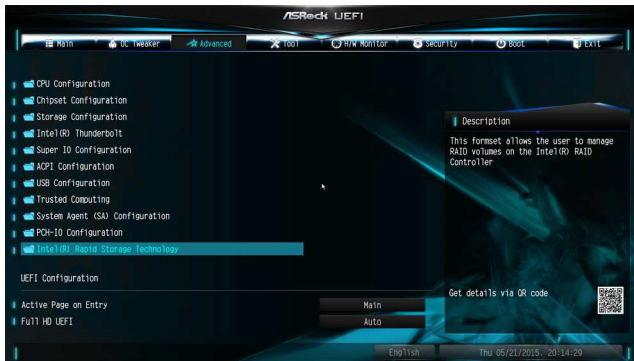 ASRock UEFI
Main OC Tweaker Advanced Tool H/W Monitor Security Boot Exit
CPU Configuration
Chipset Configuration
Storage Configuration
Intel(R) Thunderbolt
Super IO Configuration
ACPI Configuration
USB Configuration
Trusted Computing
System Agent (SA) Configuration
PCH-IO Configuration
Intel(R) Rapid Storage Technology
UEFI Configuration
Active Page on Entry Main
Full HD UEFI Auto
Description
This formset allows the user to manage
RAID volumes on the Intel(R) RAID
Controller
Get details via QR code
English Thu 05/21/2015. 20:14:29